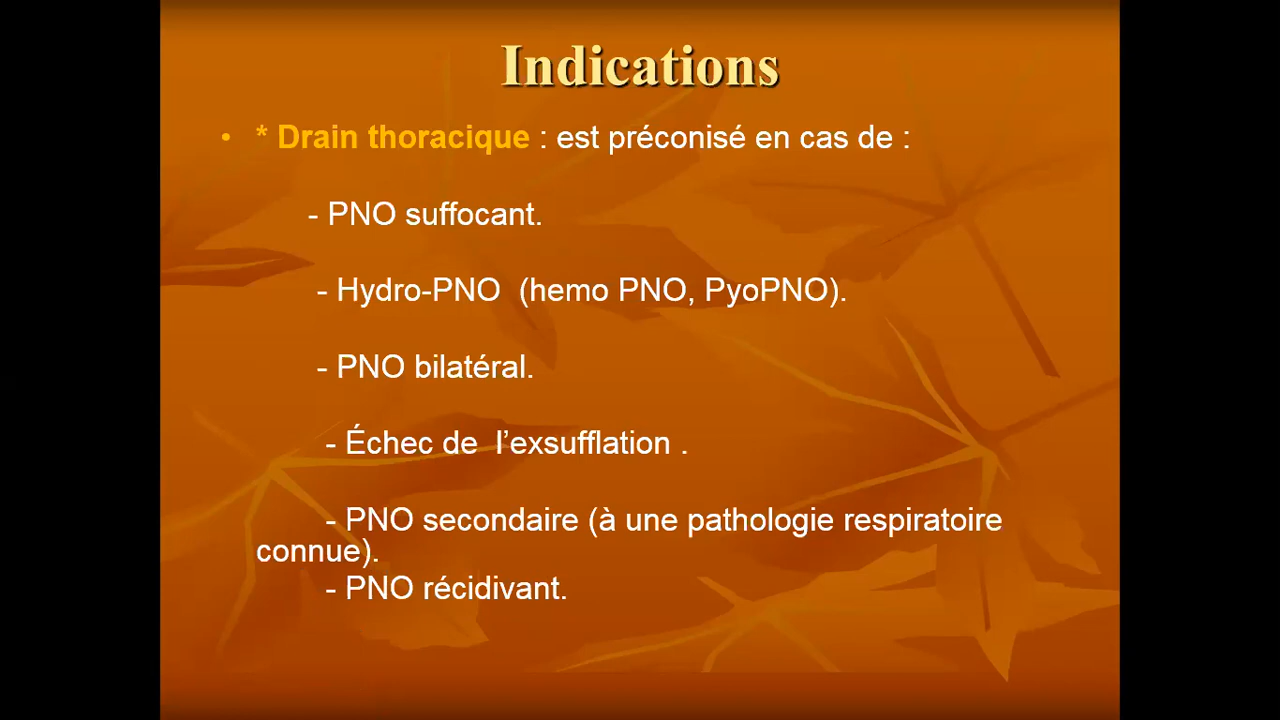 Indications
• * Drain thoracique : est préconisé en cas de :
- PNO suffocant.
- Hydro-PNO (hemo PNO, PyoPNO).
- PNO bilatéral.
- Échec de l’exsufflation .
- PNO secondaire (à une pathologie respiratoire
connue).
- PNO récidivant.